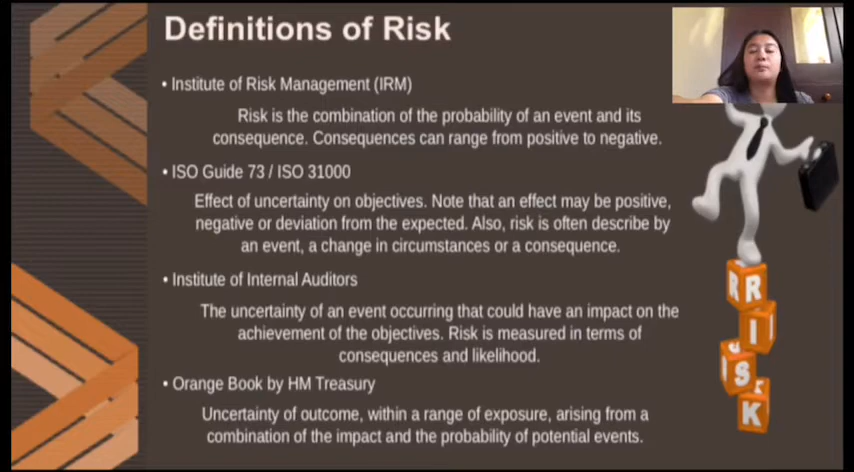 Definitions of Risk
• Institute of Risk Management (IRM)
Risk is the combination of the probability of an event and its
consequence. Consequences can range from positive to negative.
• ISO Guide 73 / ISO 31000
Effect of uncertainty on objectives. Note that an effect may be positive,
negative or deviation from the expected. Also, risk is often describe by
an event, a change in circumstances or a consequence.
• Institute of Internal Auditors
The uncertainty of an event occurring that could have an impact on the
achievement of the objectives. Risk is measured in terms of
consequences and likelihood.
• Orange Book by HM Treasury
Uncertainty of outcome, within a range of exposure, arising from a
combination of the impact and the probability of potential events.
R R
I
S
K